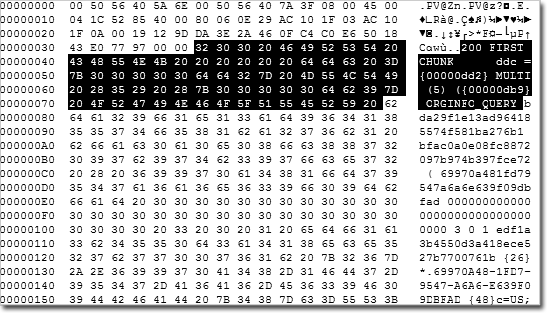 00000000 00 50 56 40 5A 6E 00 50 56 40 7A 3F 08 00 45 00 .PV@Zn.PV@z?◘.E.
00000010 04 1C 52 85 40 00 80 06 0E 29 AC 10 1F 03 AC 10
00000020 1F 0A 00 19 12 9D DA 3E 2A 46 0F C4 C0 E6 50 18
00000030 43 E0 77 97 00 00 32 30 30 20 46 49 52 53 54 20 Cαwù..200 FIRST
00000040 43 48 55 4E 4B 20 20 20 20 20 20 64 64 63 20 3D CHUNK      ddc =
00000050 7B 30 30 30 30 30 64 64 32 7D 20 4D 55 4C 54 49 {00000dd2} MULTI
00000060 20 28 35 29 20 28 7B 30 30 30 30 30 64 62 39 7D (5) ({00000db9}
00000070 20 4F 52 47 49 4E 46 4F 5F 51 55 45 52 59 20 62 ORGINFO_QUERY b
00000080 64 61 32 39 66 31 65 31 33 61 64 39 36 34 31 38 da29f1e13ad96418
00000090 35 35 37 34 66 35 38 31 62 61 32 37 36 62 31 20 5574f581ba276b1
000000A0 62 66 61 63 30 61 30 65 30 38 66 63 38 38 37 32 bfac0a0e08fc8872
000000B0 30 39 37 62 39 37 34 62 33 39 37 66 63 65 37 32 097b974b397fce72
000000C0 20 28 20 36 39 39 37 30 61 34 38 31 66 64 37 39 ( 69970a481fd79
000000D0 35 34 37 61 36 61 36 65 36 33 39 66 30 39 64 62 547a6a6e639f09db
000000E0 66 61 64 20 30 30 30 30 30 30 30 30 30 30 30 30 fad 000000000000
000000F0 30 30 30 30 30 30 30 30 30 30 30 30 30 30 30 30 0000000000000000
00000100 30 30 30 30 20 33 20 30 20 31 20 65 64 66 31 61 0000 3 0 1 edf1a
00000110 33 62 34 35 35 30 64 33 61 34 31 38 65 63 65 35 3b4550d3a418ece5
00000120 32 37 62 37 37 30 30 37 36 31 62 20 7B 32 36 7D 27b7700761b {26}
00000130 2A 2E 36 39 39 37 30 41 34 38 2D 31 46 44 37 2D *.69970A48-1FD7-
00000140 39 35 34 37 2D 41 36 41 36 2D 45 36 33 39 46 30 9547-A6A6-E639F0
00000150 39 44 42 46 41 44 20 7B 34 38 7D 63 3D 55 53 3B 9DBFAD {48}c=US;